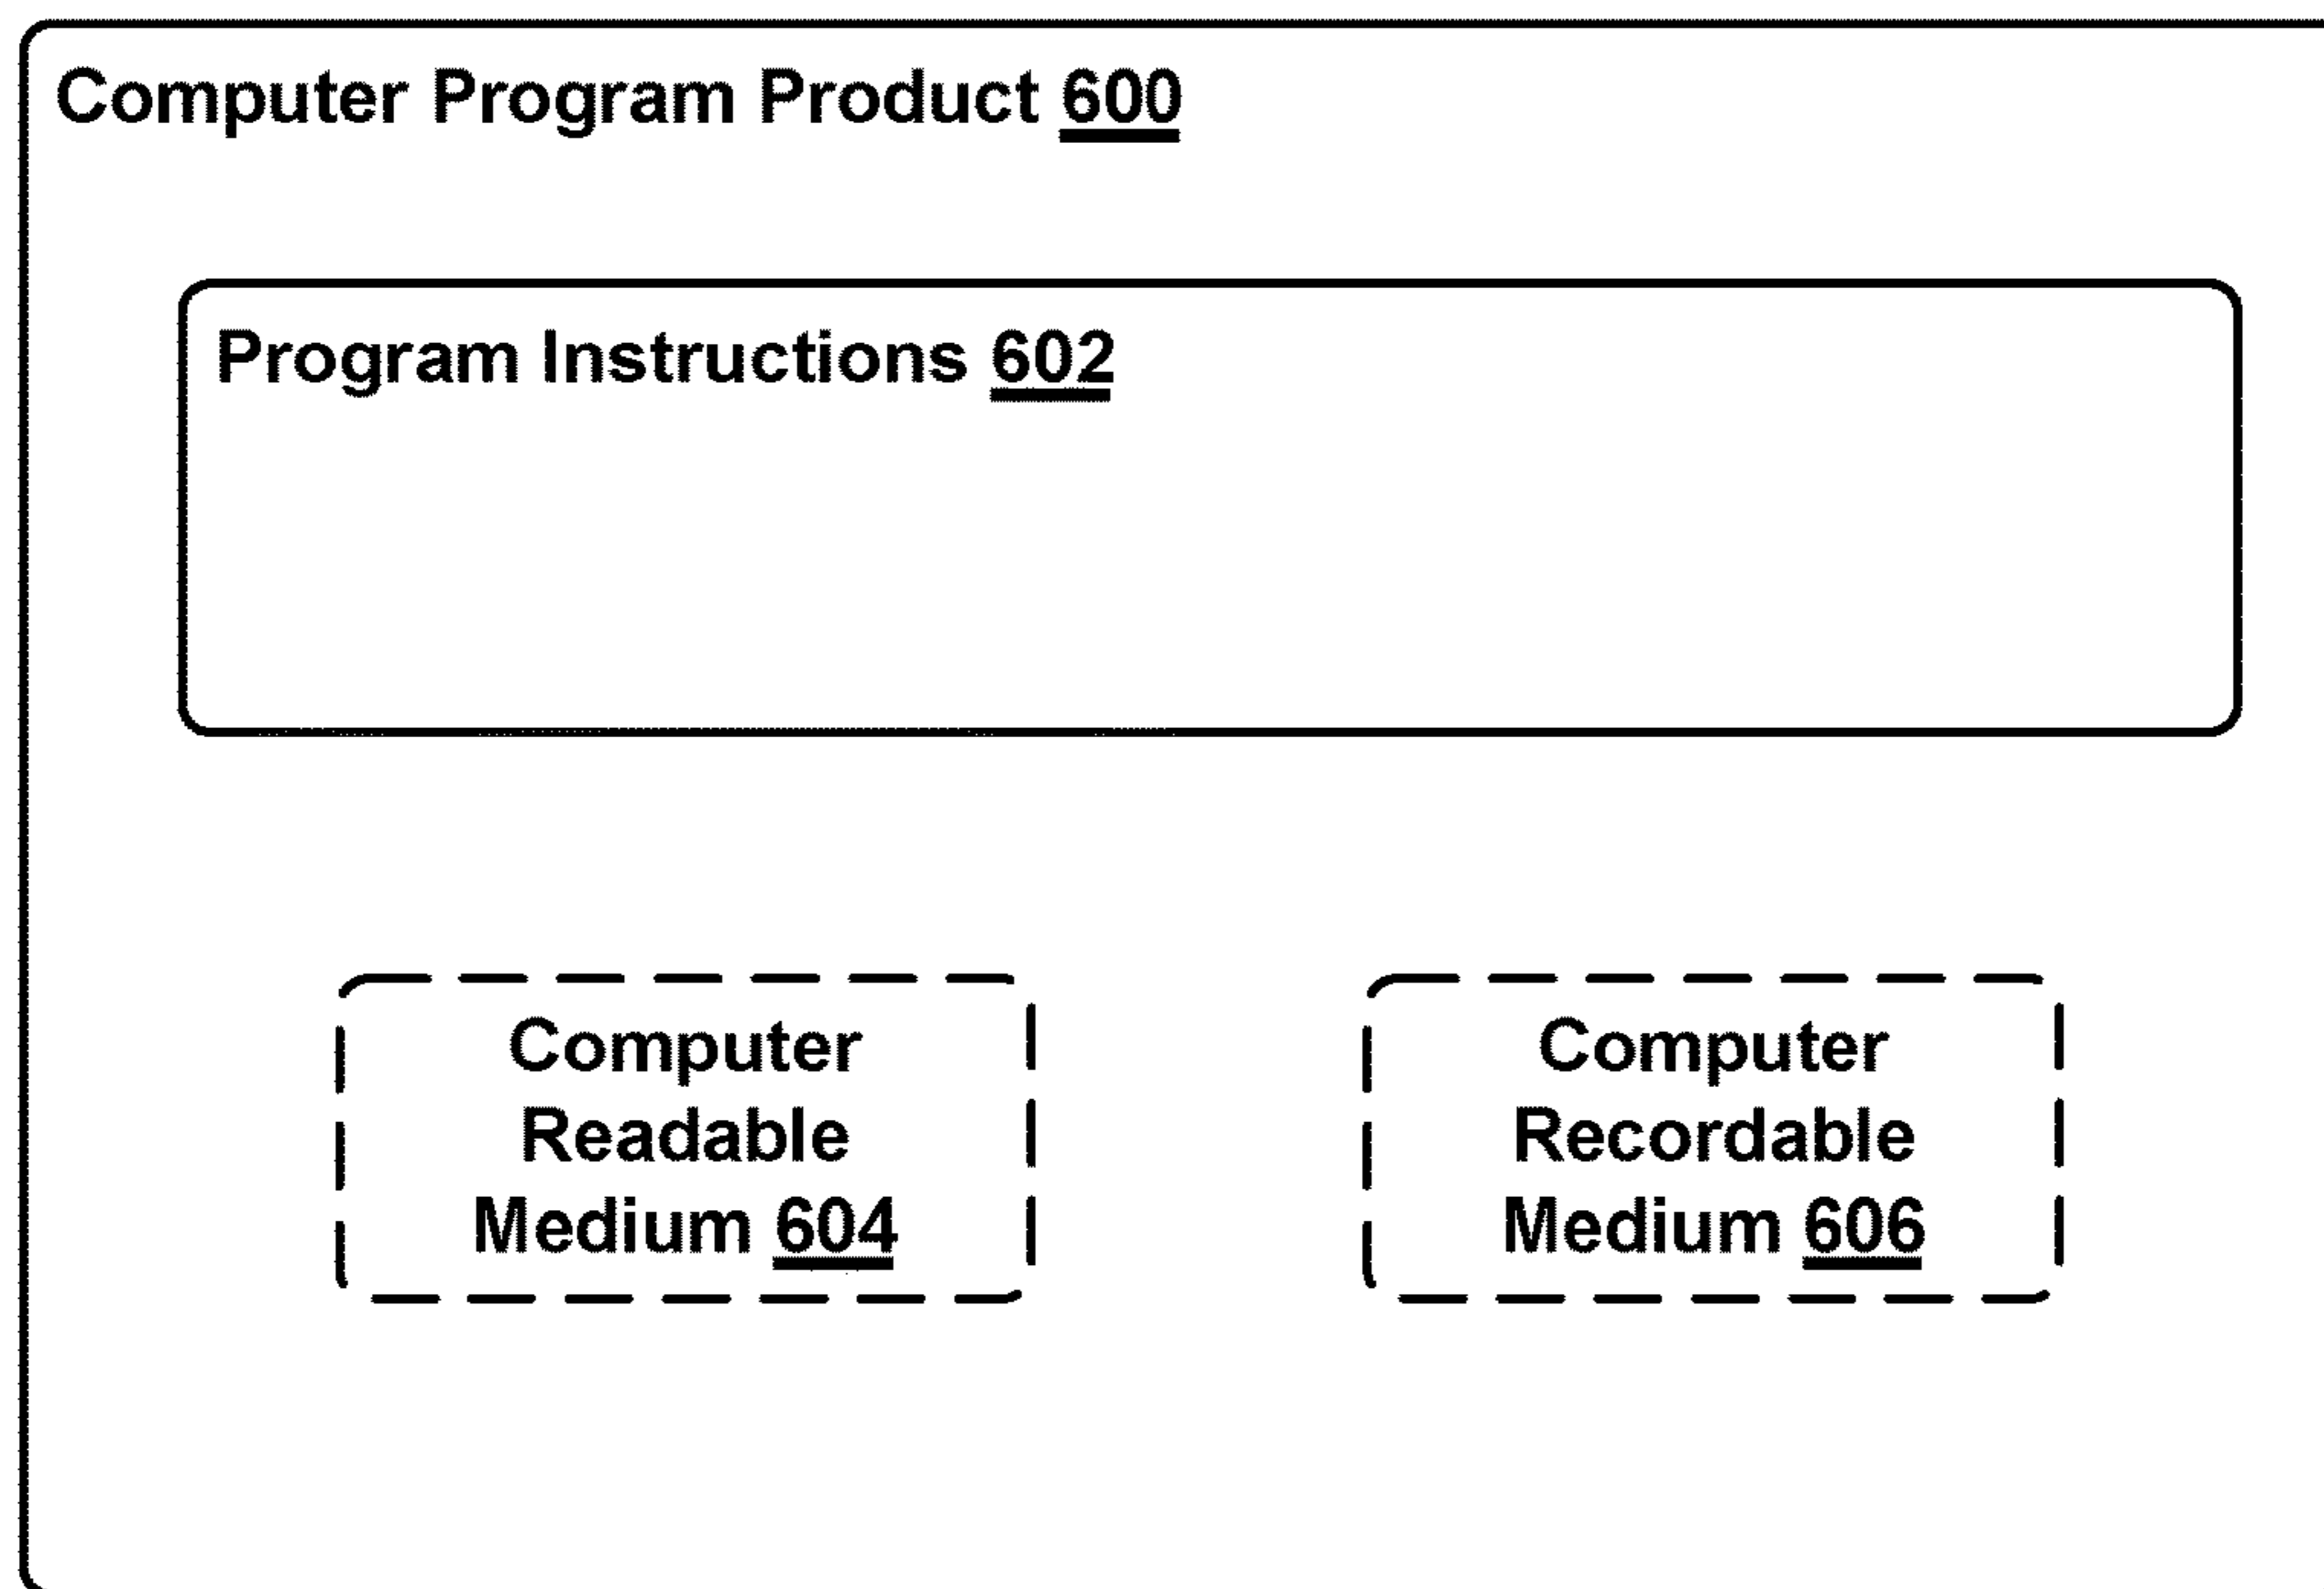 Computer Program Product 600
Program Instructions 602
Computer
Readable
Medium 604
Computer
Recordable
Medium 606